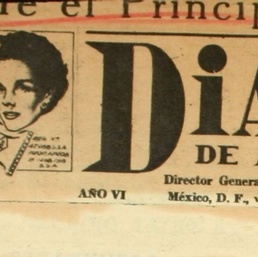 re el Princip
DiA
DE
AÑO VI
Director Genera
México, D. F., v